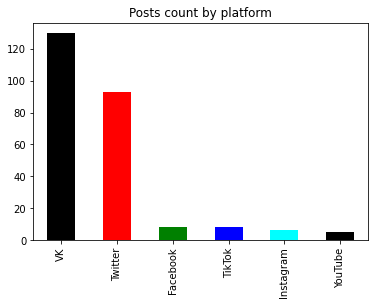 Posts count by platform
120
100
80
60
40
20
0
VK
Twitter
Facebook
TikTok
Instagram
YouTube